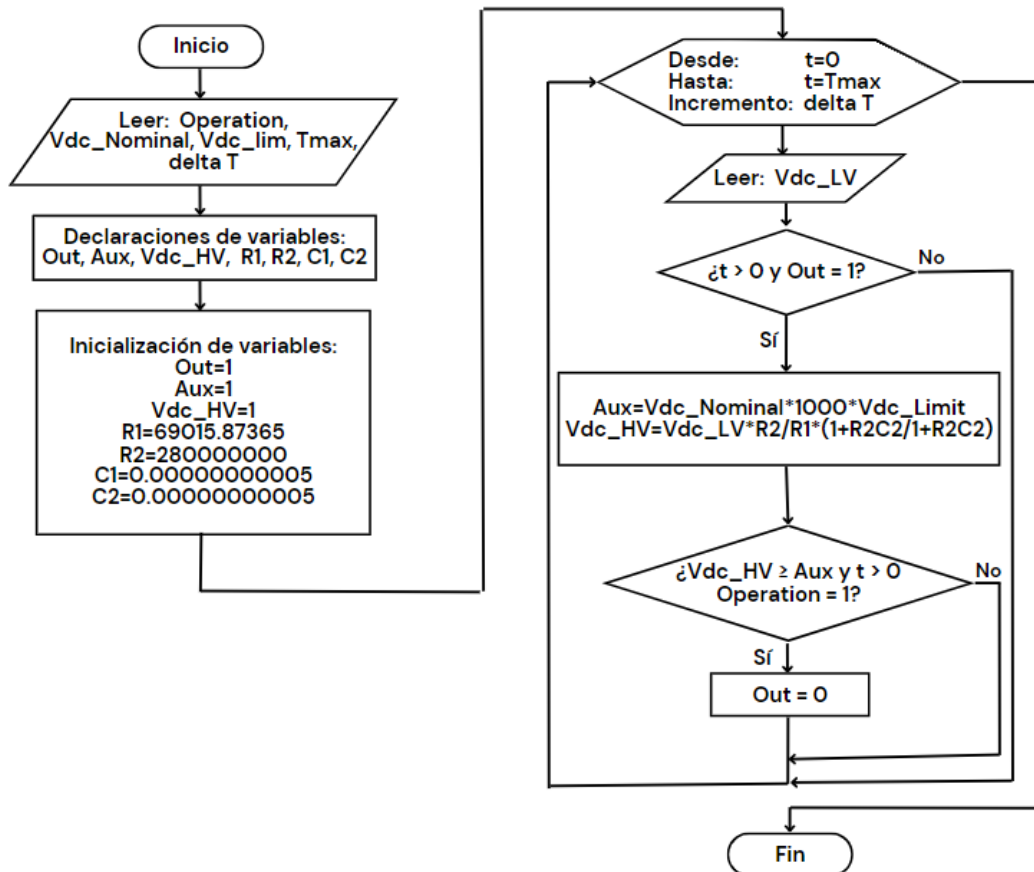 Inicio
Leer: Operation,
Vdc_Nominal, Vdc_lim, Tmax,
delta T
Declaraciones de variables:
Out, Aux, Vdc_HV, R1, R2, C1, C2
Inicialización de variables:
Out=1
Aux=1
Vdc_HV=1
R1=69015.87365
R2=280000000
C1=0.00000000005
C2=0.00000000005
Desde: t=0
Hasta: t=Tmax
Incremento: delta T
Leer: Vdc_LV
¿t > 0 y Out = 1?
No
Sí
Aux=Vdc_Nominal*1000*Vdc_Limit
Vdc_HV=Vdc_LV*R2/R1*(1+R2C2/1+R2C2)
¿Vdc_HV ≥ Aux y t > 0
Operation = 1?
No
Sí
Out = 0
Fin